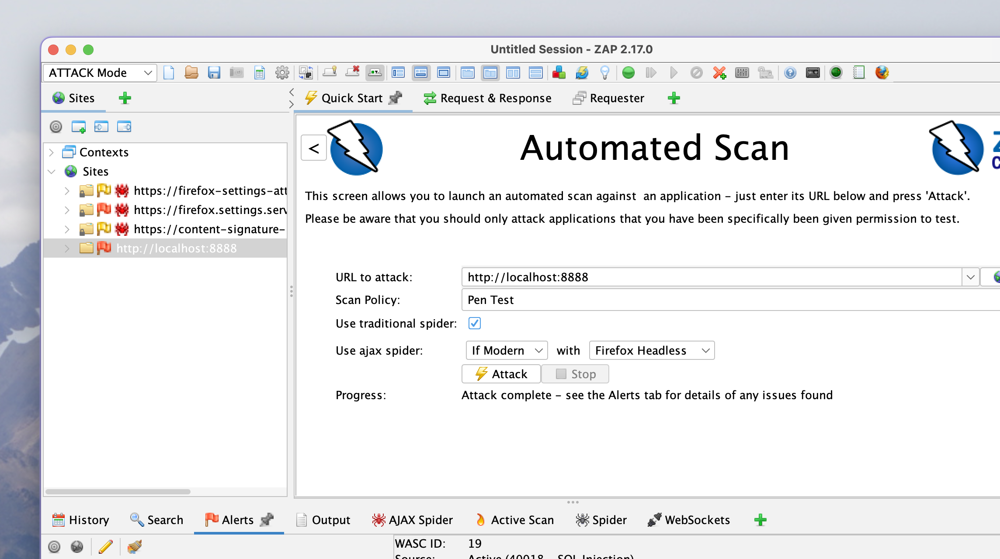 Untitled Session - ZAP 2.17.0
ATTACK Mode
Sites
Quick Start
Request & Response
Requester
Contexts
Sites
https://firefox-settings-att
https://firefox.settings.serv
https://content-signature-
http://localhost:8888
<
Automated Scan
This screen allows you to launch an automated scan against  an application – just enter its URL below and press 'Attack'.
Please be aware that you should only attack applications that you have been specifically been given permission to test.
URL to attack: http://localhost:8888
Scan Policy: Pen Test
Use traditional spider:
Use ajax spider: If Modern with Firefox Headless
Attack Stop
Progress: Attack complete – see the Alerts tab for details of any issues found
History Search Alerts Output AJAX Spider Active Scan Spider WebSockets
WASC ID: 19
Source: Active (40018 – SQL Injection)